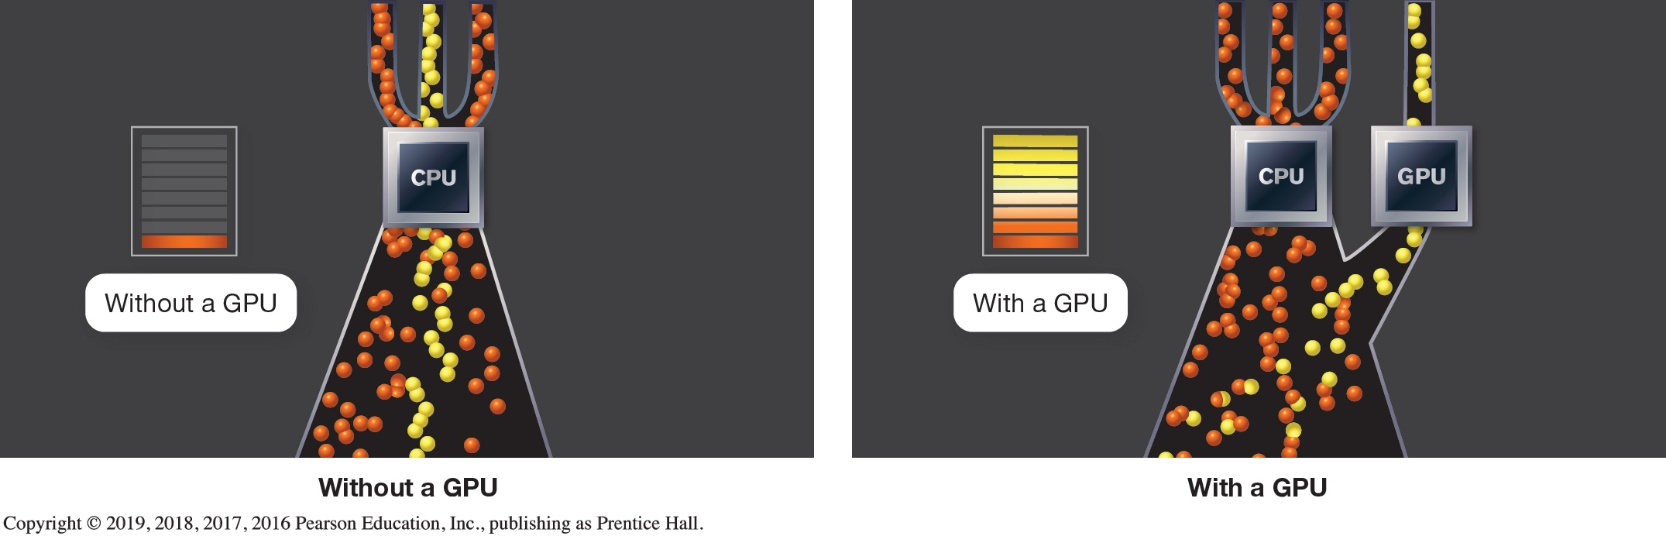 CPU
Without a GPU
Without a GPU
CPU
GPU
With a GPU
With a GPU
Copyright © 2019, 2018, 2017, 2016 Pearson Education, Inc., publishing as Prentice Hall.